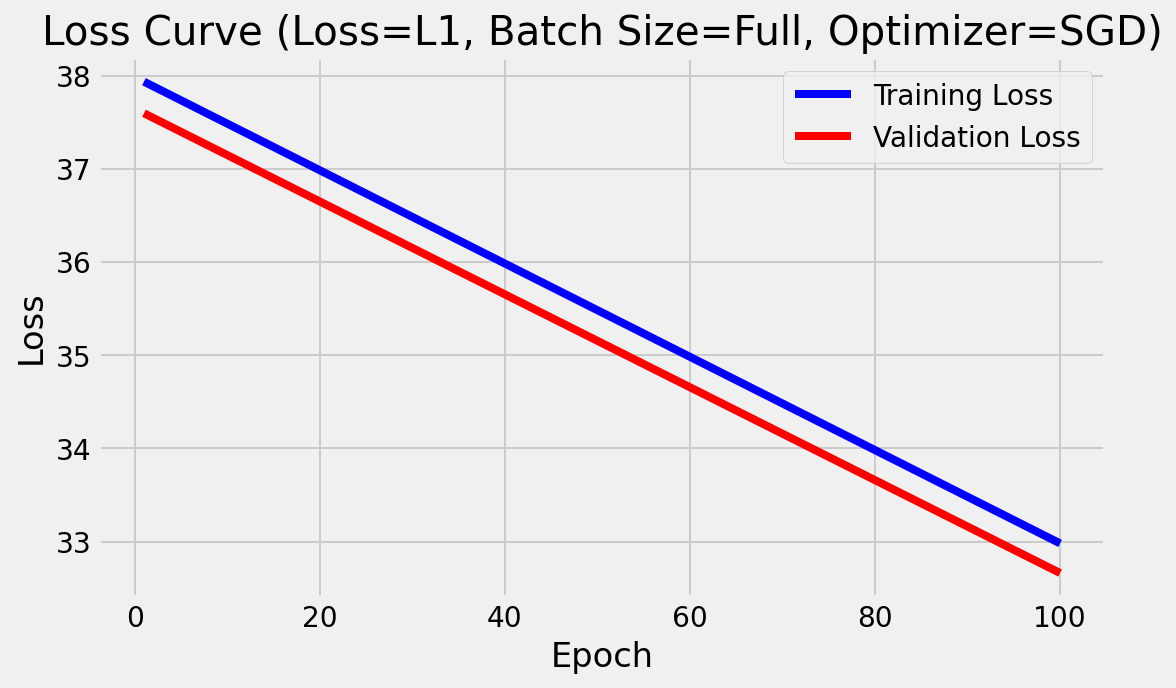 Loss Curve (Loss=L1, Batch Size=Full, Optimizer=SGD)
Training Loss
Validation Loss
38
37
36
35
34
33
Loss
0 20 40 60 80 100
Epoch